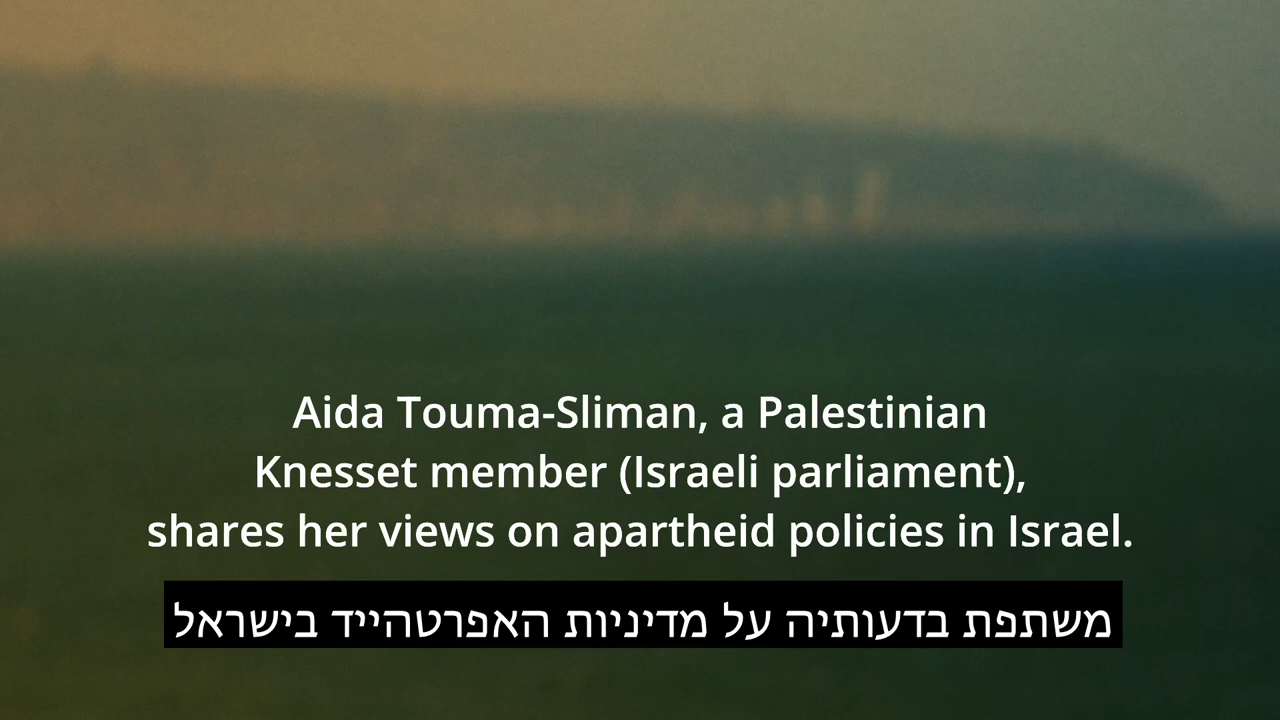 Aida Touma-Sliman, a Palestinian
Knesset member (Israeli parliament),
shares her views on apartheid policies in Israel.
משתפת בדעותיה על מדיניות האפרטהייד בישראל